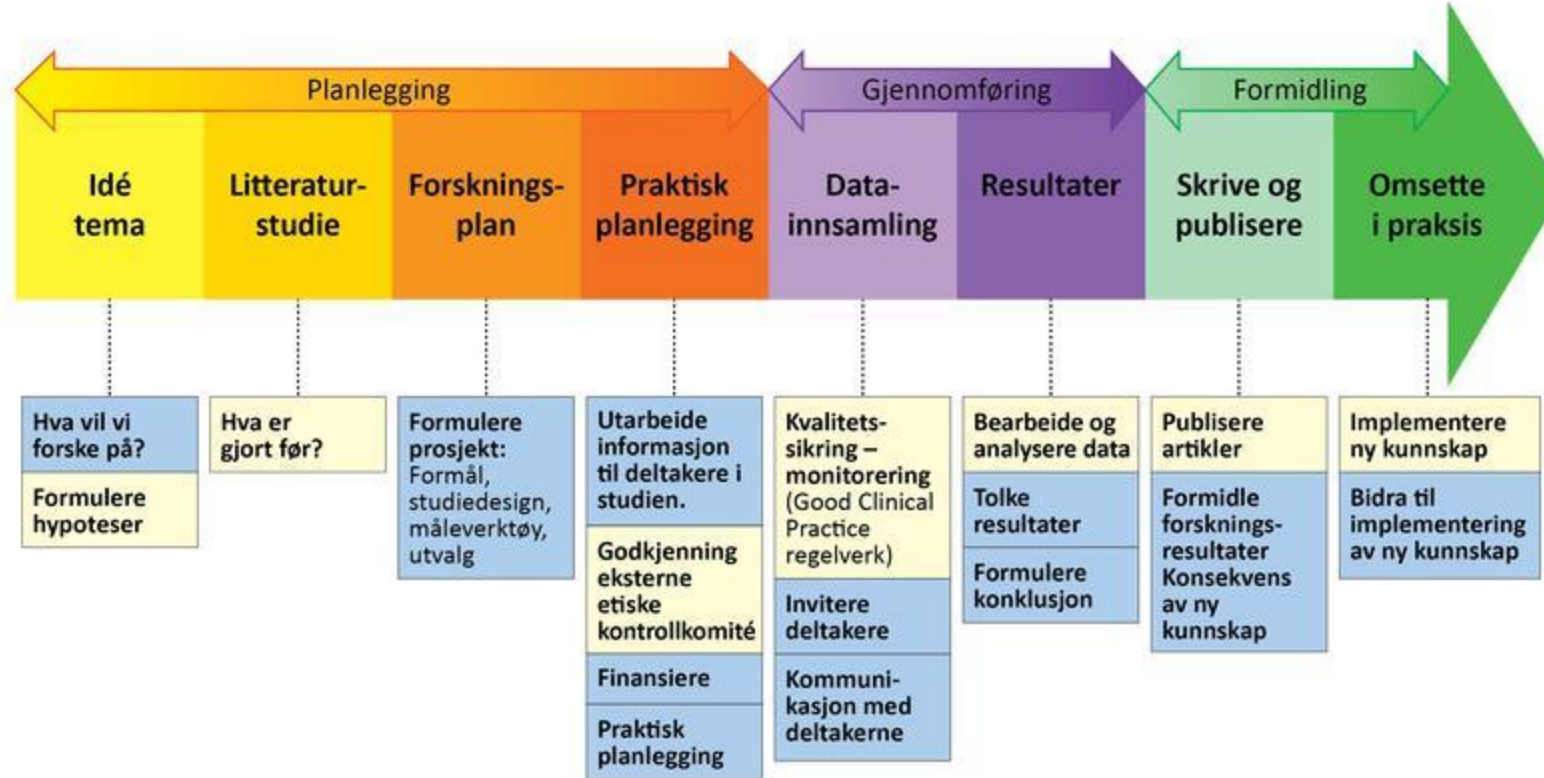 Planlegging
Gjennomføring
Formidling
Idé
tema
Litteratur-
studie
Forsknings-
plan
Praktisk
planlegging
Data-
innsamling
Resultater
Skrive og
publisere
Omsette
i praksis
Hva vil vi
forske på?
Formulere
hypoteser
Hva er
gjort før?
Formulere
prosjekt:
Formål,
studiedesign,
måleverktøy,
utvalg
Utarbeide
informasjon
til deltakere i
studien.
Godkjenning
eksterne
etiske
kontrollkomité
Finansiere
Praktisk
planlegging
Kvalitets-
sikring –
monitorering
(Good Clinical
Practice
regelverk)
Invitere
deltakere
Kommuni-
kasjon med
deltakerne
Bearbeide og
analysere data
Tolke
resultater
Formulere
konklusjon
Publisere
artikler
Formidle
forsknings-
resultater
Konsekvens
av ny
kunnskap
Implementere
ny kunnskap
Bidra til
implementering
av ny kunnskap